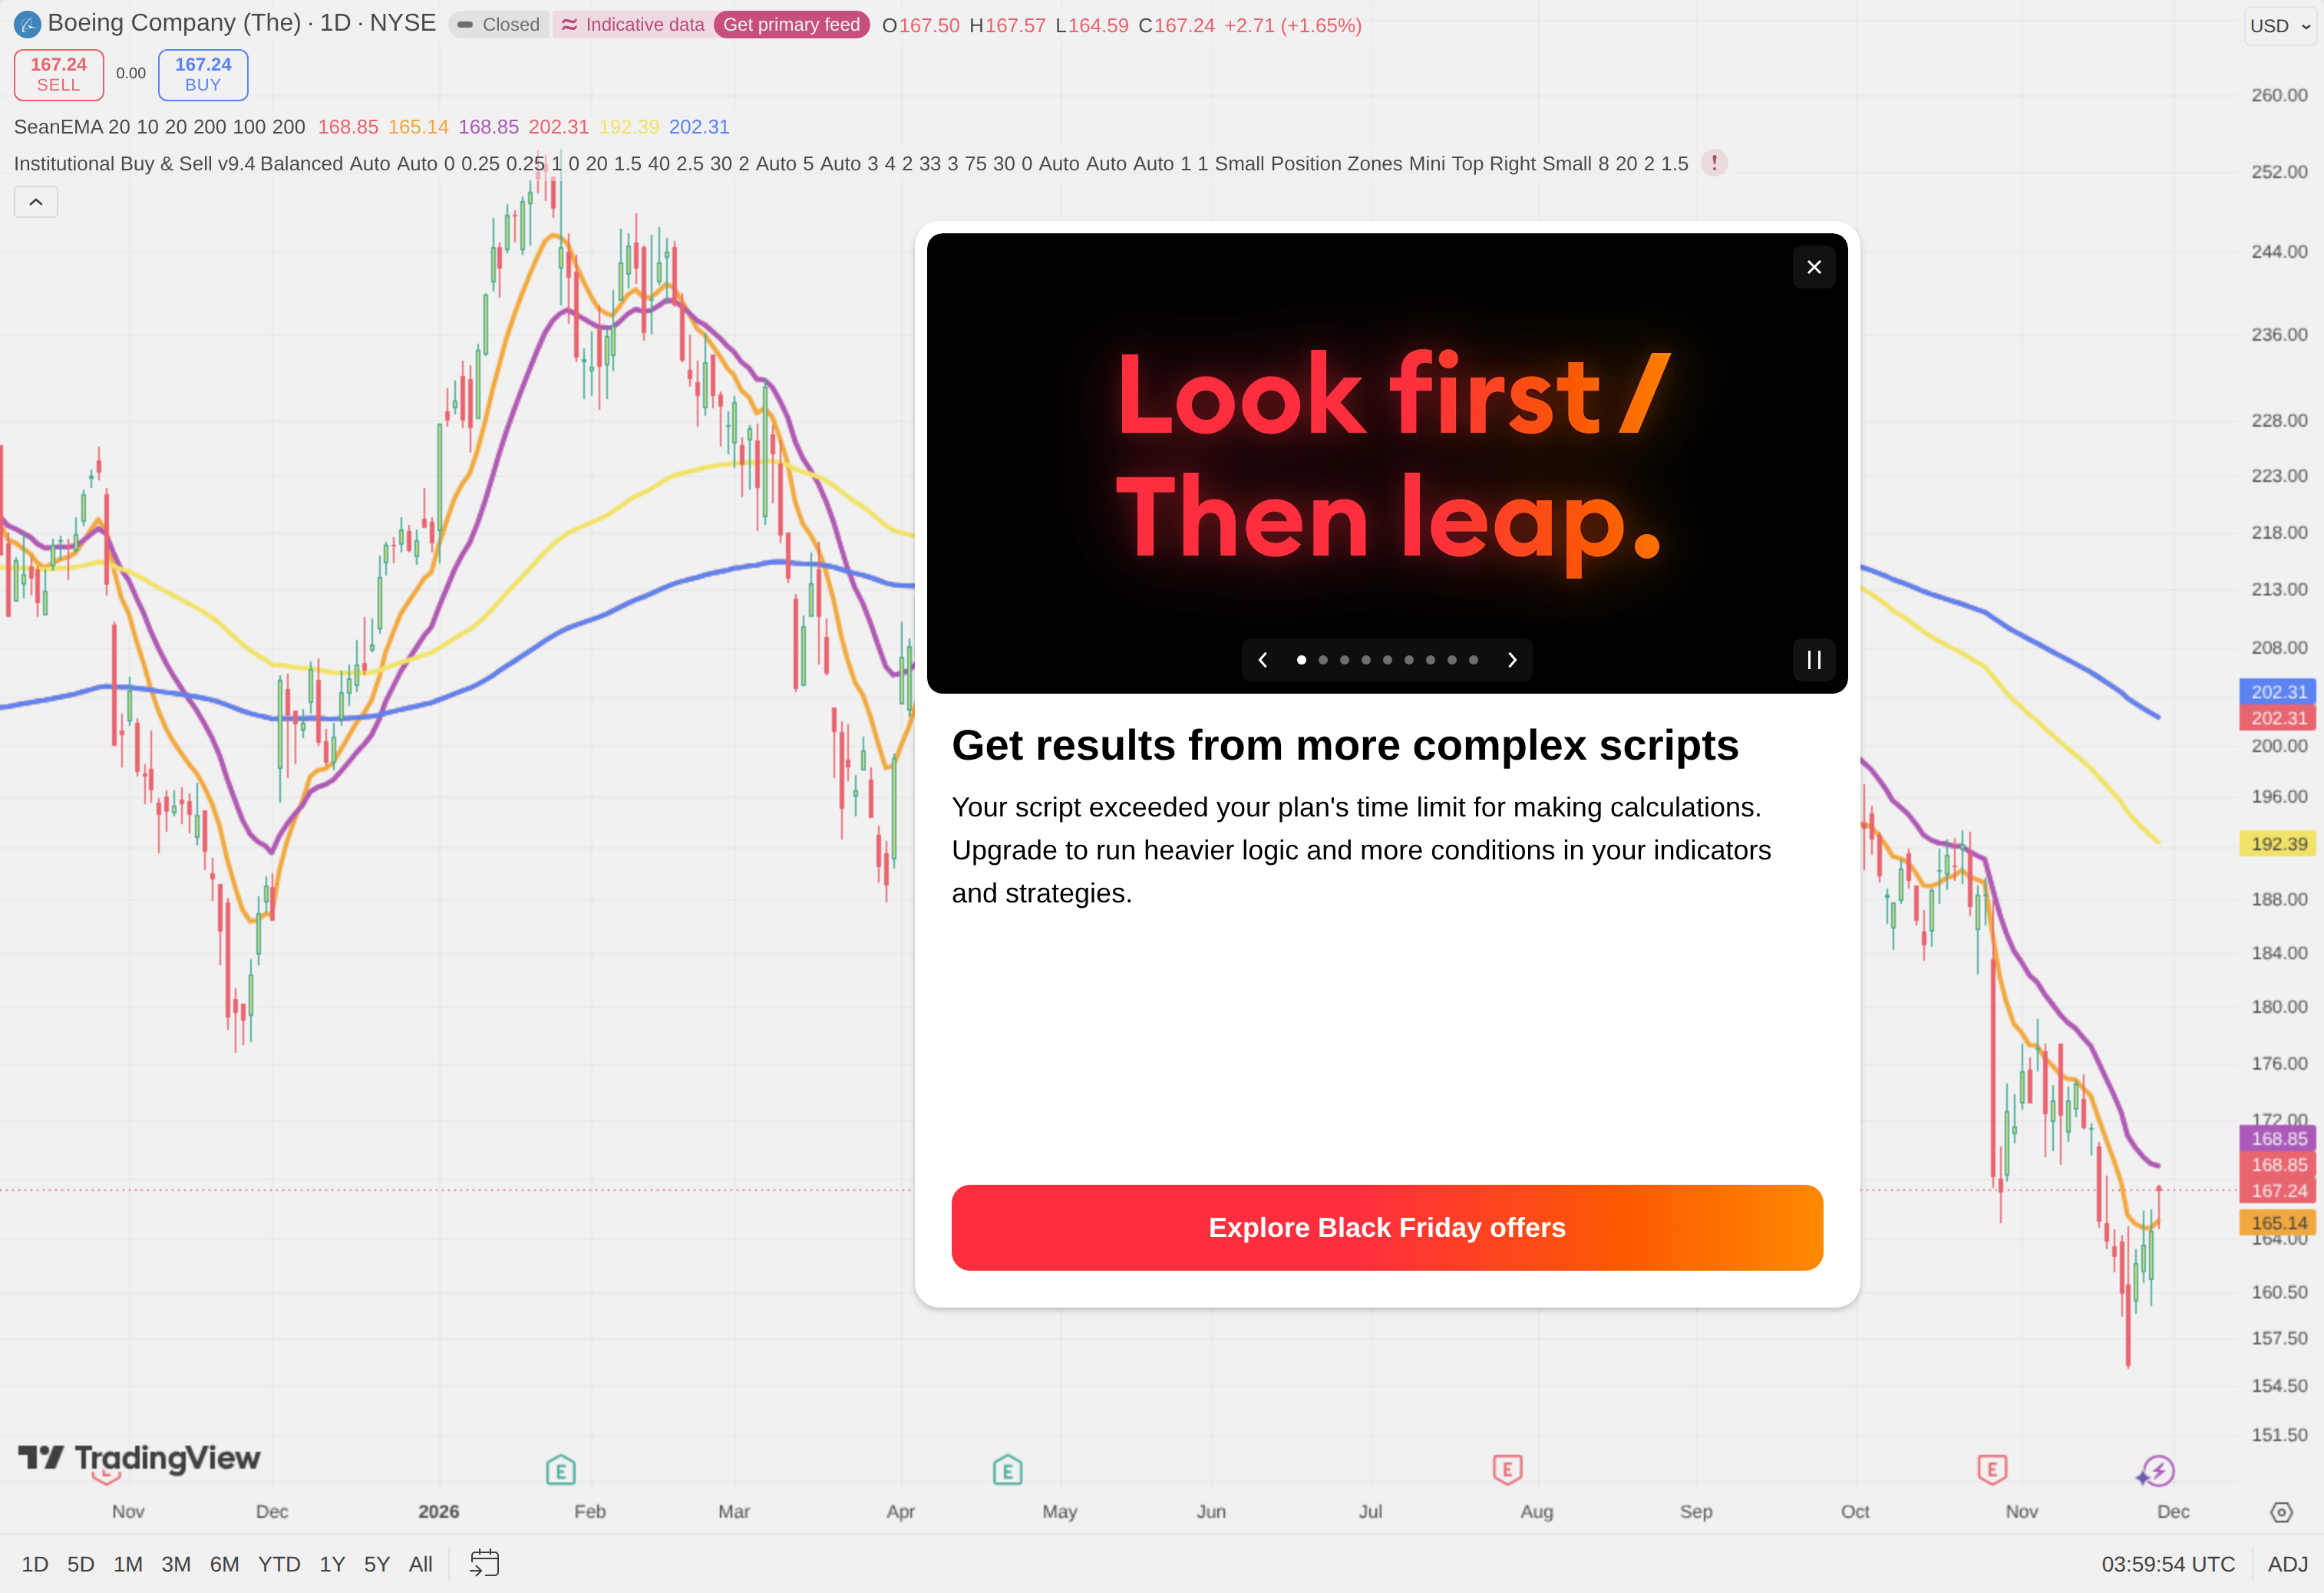 Boeing Company (The) · 1D · NYSE Closed Indicative data Get primary feed O167.50 H167.57 L164.59 C167.24 +2.71 (+1.65%)
USD
167.24
SELL
0.00
167.24
BUY
SeanEMA 20 10 20 200 100 200 168.85 165.14 168.85 202.31 192.39 202.31
Institutional Buy & Sell v9.4 Balanced Auto Auto 0 0.25 0.25 1 0 20 1.5 40 2.5 30 2 Auto 5 Auto 3 4 2 33 3 75 30 0 Auto Auto Auto 1 1 Small Position Zones Mini Top Right Small 8 20 2 1.5 !
Look first /
Then leap.
Get results from more complex scripts
Your script exceeded your plan's time limit for making calculations.
Upgrade to run heavier logic and more conditions in your indicators
and strategies.
Explore Black Friday offers
260.00
252.00
244.00
236.00
228.00
223.00
218.00
213.00
208.00
202.31
202.31
200.00
196.00
192.39
188.00
184.00
180.00
176.00
172.00
168.85
168.85
167.24
165.14
164.00
160.50
157.50
154.50
151.50
TradingView
E
E
E
E
Nov Dec 2026 Feb Mar Apr May Jun Jul Aug Sep Oct Nov Dec
1D 5D 1M 3M 6M YTD 1Y 5Y All
03:59:54 UTC ADJ